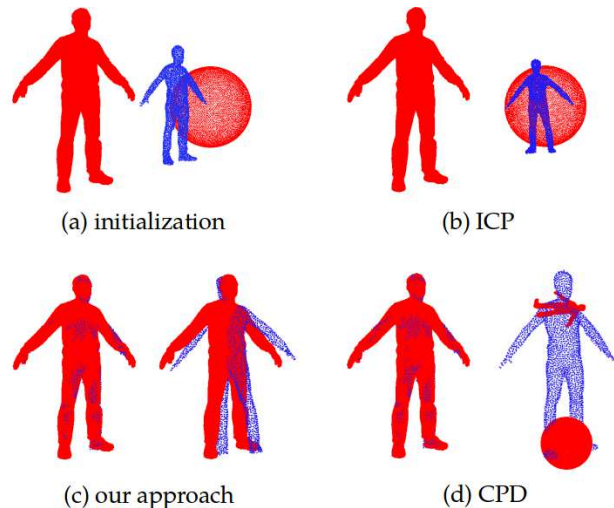 (a) initialization
(b) ICP
(c) our approach
(d) CPD